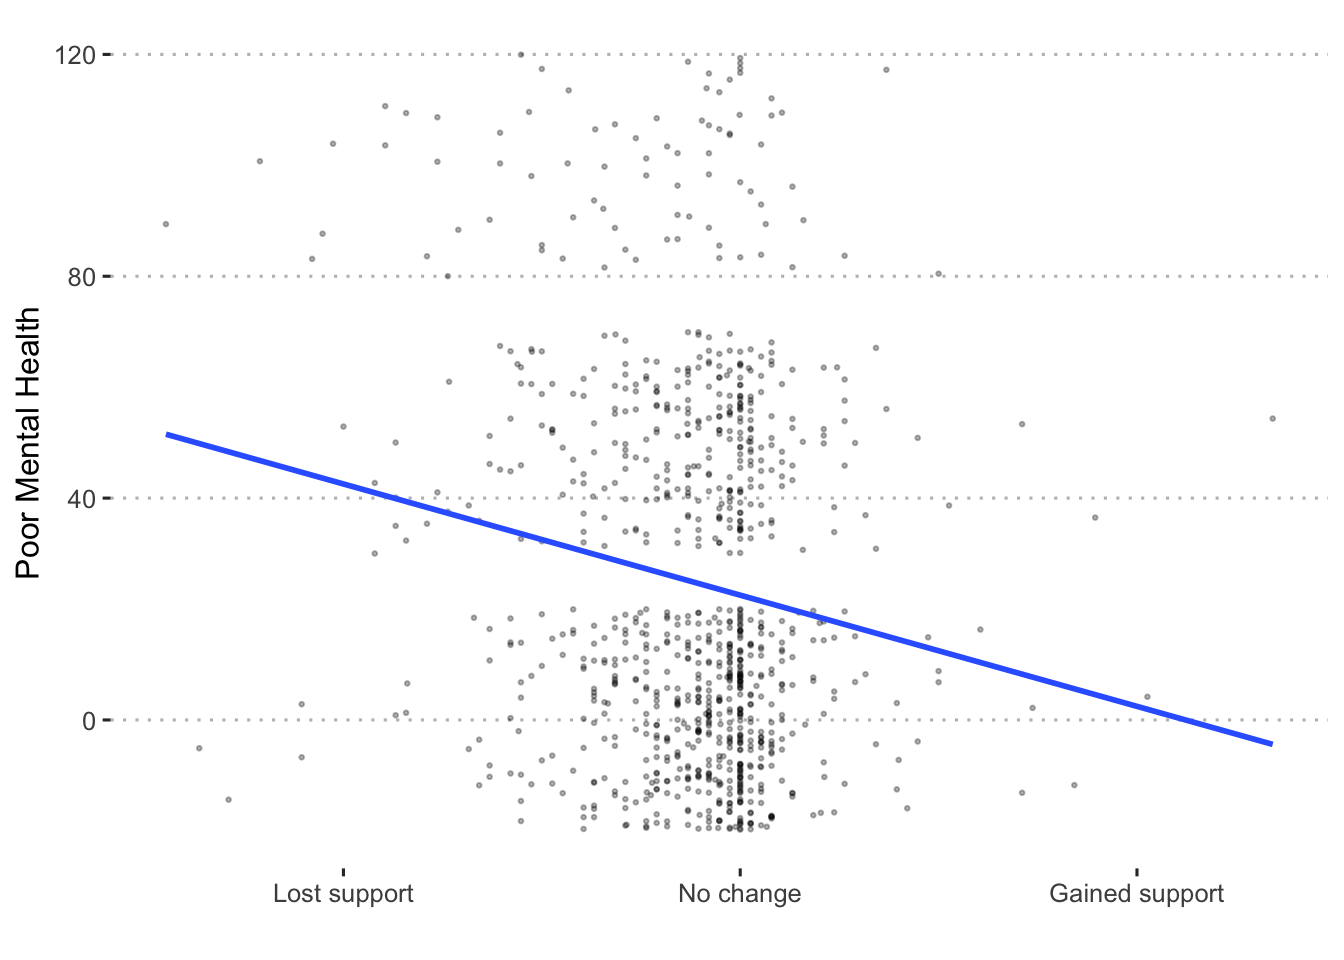 Poor Mental Health
120
80
40
0
Lost support
No change
Gained support